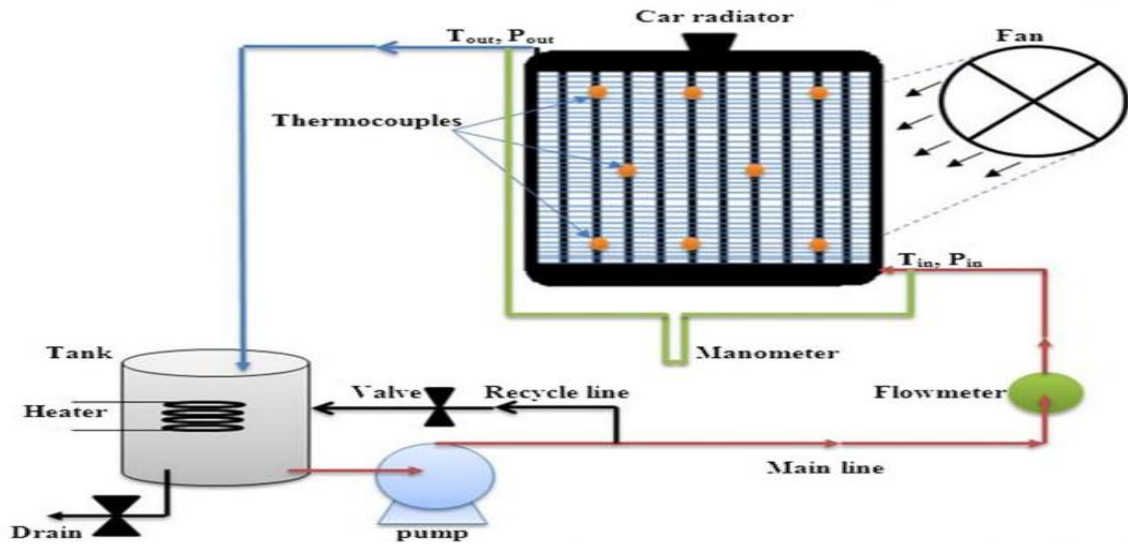 Car radiator
Tout, Pout
Fan
Thermocouples
Tin, Pin
Tank
Manometer
Valve
Recycle line
Flowmeter
Heater
Main line
Drain
pump